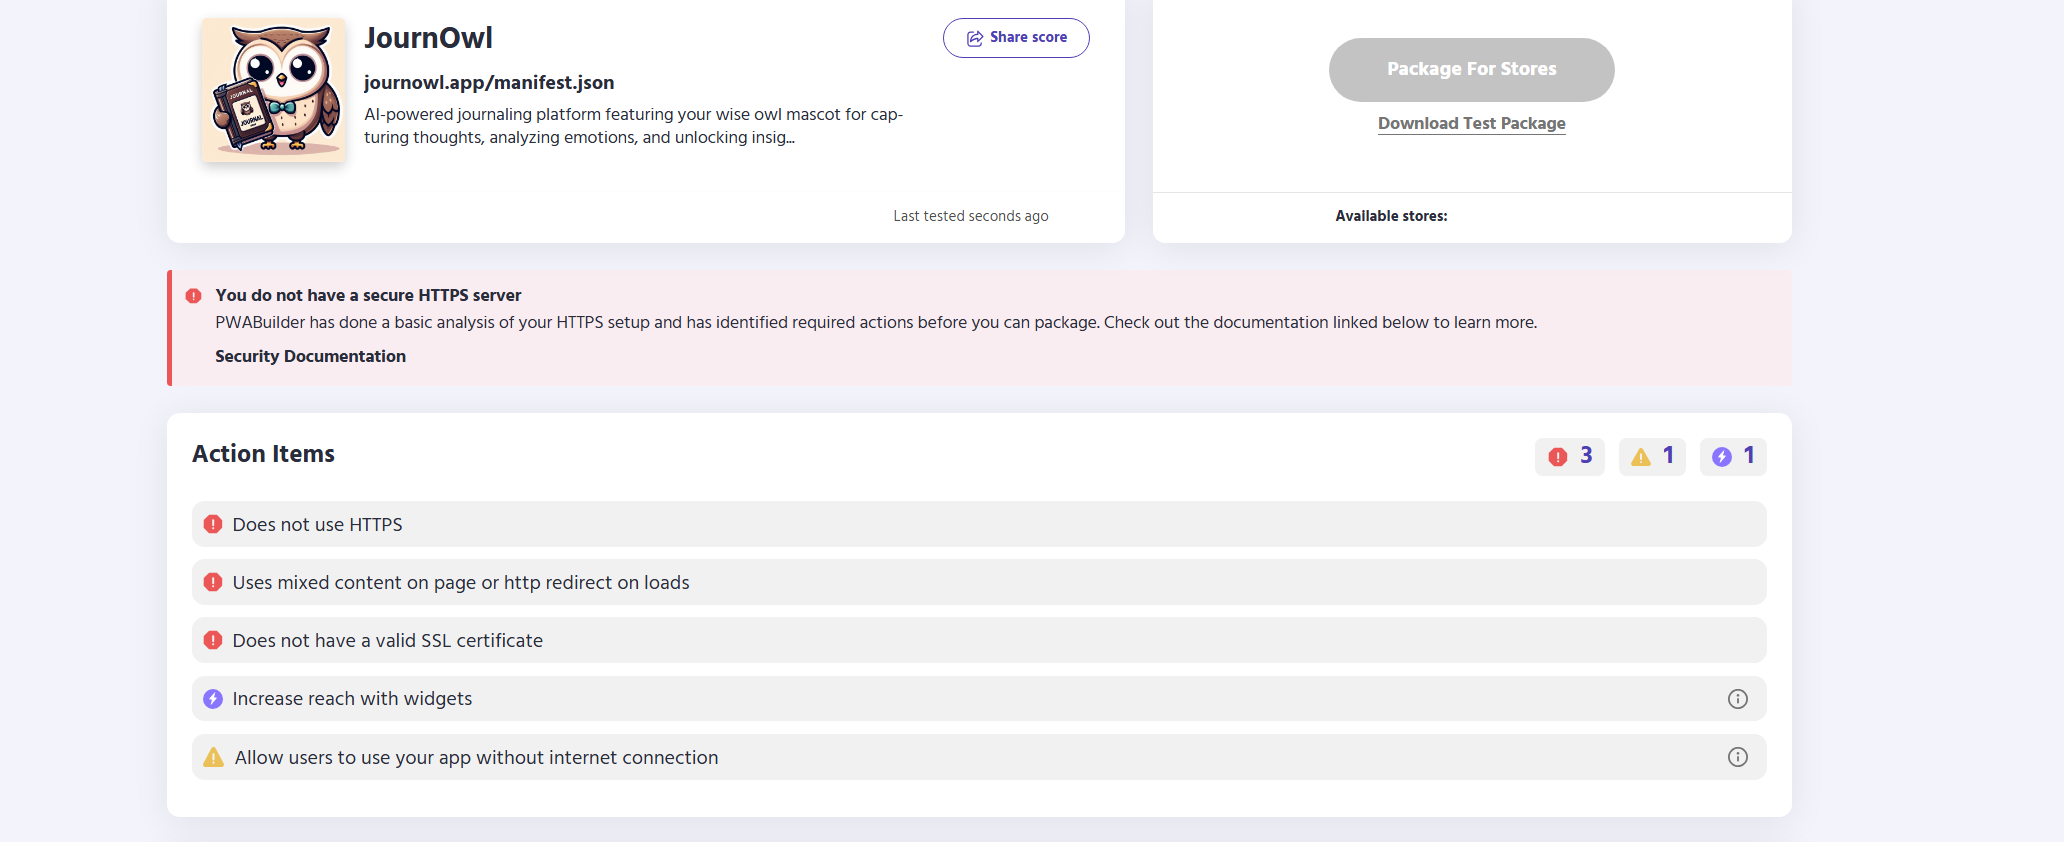 JournOwl
Share score
journowl.app/manifest.json
AI-powered journaling platform featuring your wise owl mascot for cap-
turing thoughts, analyzing emotions, and unlocking insig...
Last tested seconds ago
JOURNAL
JOURNAL
Package For Stores
Download Test Package
Available stores:
You do not have a secure HTTPS server
PWABuilder has done a basic analysis of your HTTPS setup and has identified required actions before you can package. Check out the documentation linked below to learn more.
Security Documentation
Action Items
3
1
1
Does not use HTTPS
Uses mixed content on page or http redirect on loads
Does not have a valid SSL certificate
Increase reach with widgets
Allow users to use your app without internet connection